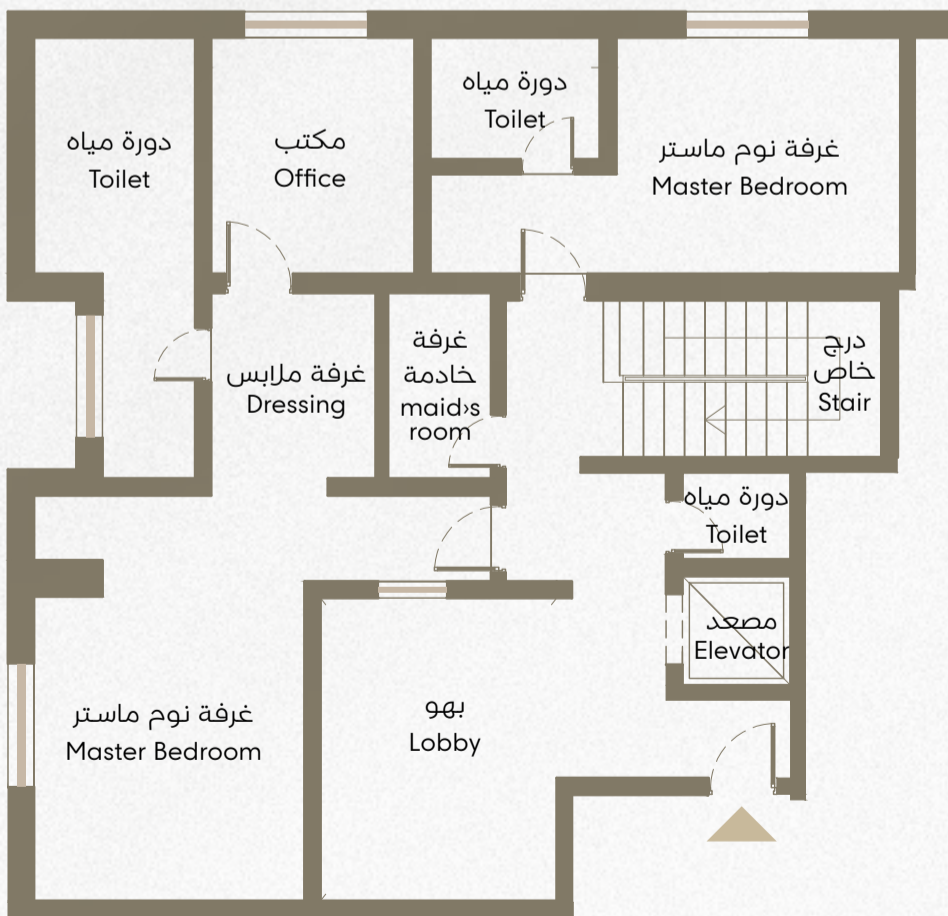 دورة مياه
Toilet
مكتب
Office
دورة مياه
Toilet
غرفة نوم ماستر
Master Bedroom
غرفة ملابس
Dressing
غرفة
خادمة
maid›s
room
درج
خاص
Stair
دورة مياه
Toilet
مصعد
Elevator
غرفة نوم ماستر
Master Bedroom
بهو
Lobby